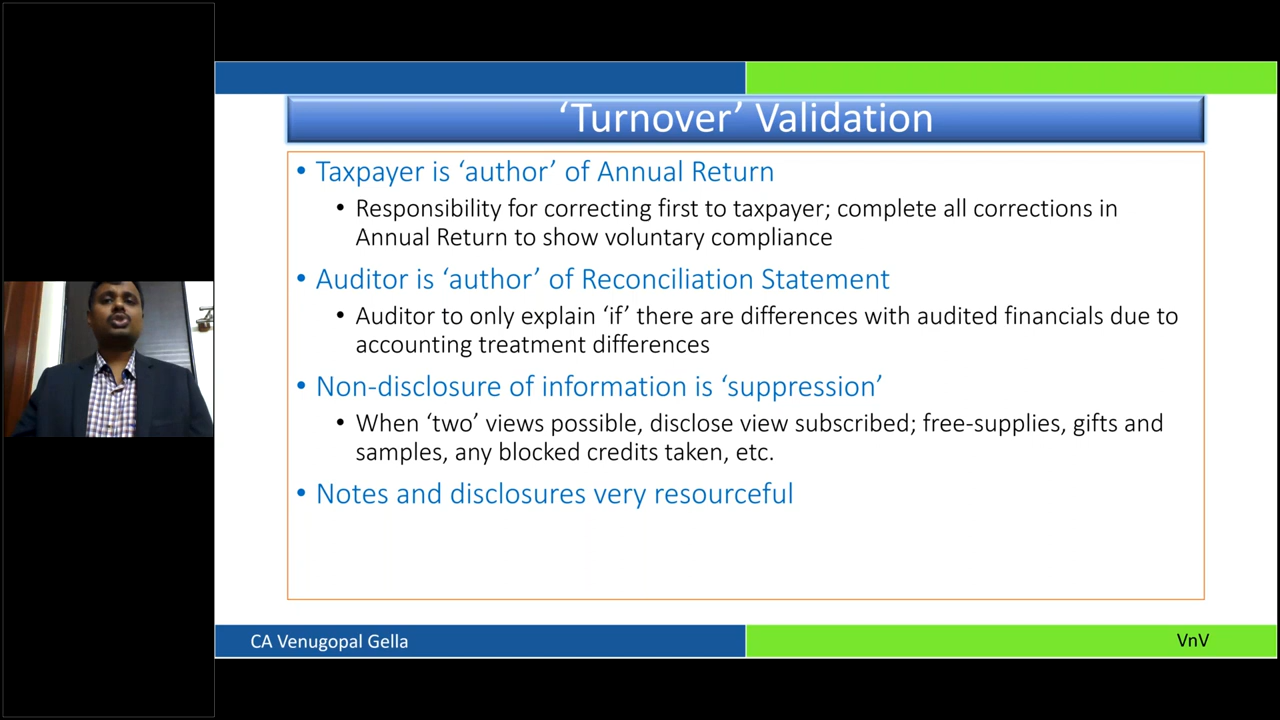 ‘Turnover’ Validation
• Taxpayer is ‘author’ of Annual Return
• Responsibility for correcting first to taxpayer; complete all corrections in
Annual Return to show voluntary compliance
• Auditor is ‘author’ of Reconciliation Statement
• Auditor to only explain ‘if’ there are differences with audited financials due to
accounting treatment differences
• Non-disclosure of information is ‘suppression’
• When ‘two’ views possible, disclose view subscribed; free-supplies, gifts and
samples, any blocked credits taken, etc.
• Notes and disclosures very resourceful
CA Venugopal Gella
VnV